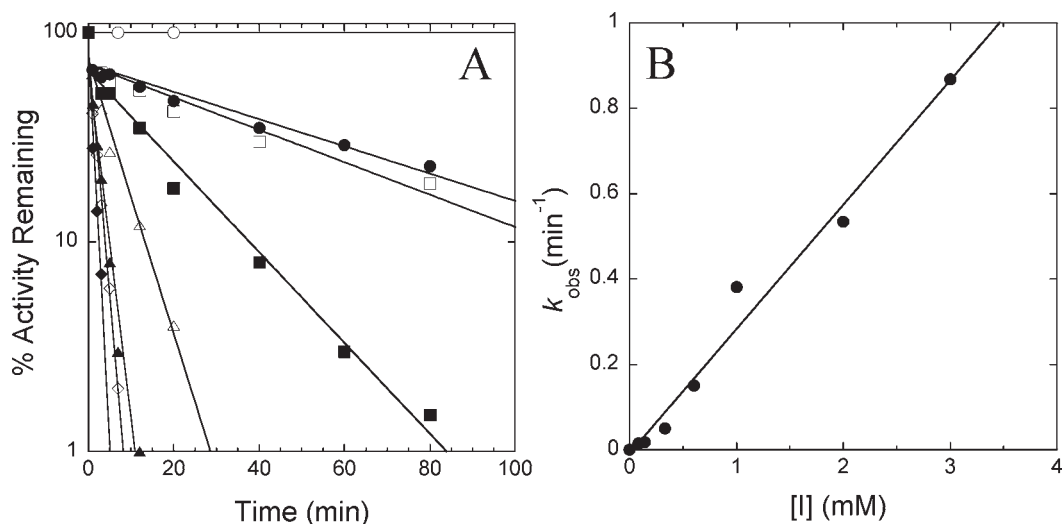 A
% Activity Remaining
100
10
1
0 20 40 60 80 100
Time (min)
B
k obs (min-1)
1
0.8
0.6
0.4
0.2
0
0 1 2 3 4
[I] (mM)